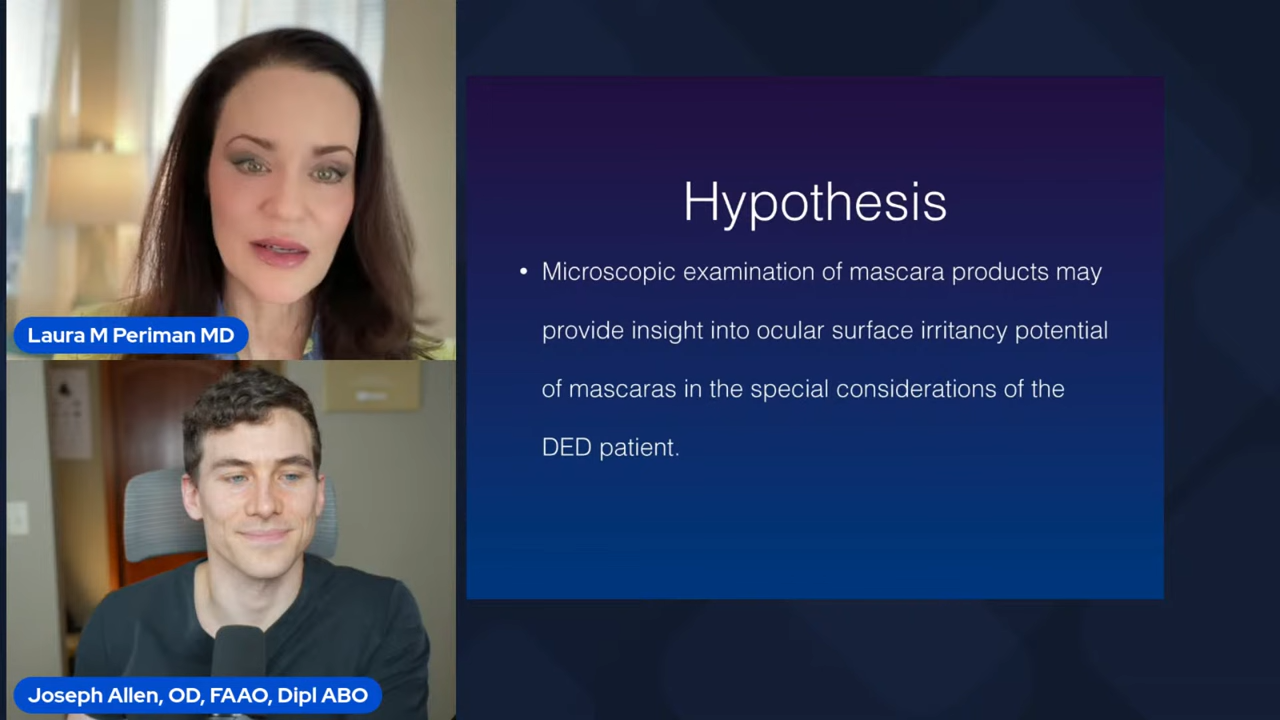 Laura M Periman MD
Joseph Allen, OD, FAAO, Dipl ABO
Hypothesis
• Microscopic examination of mascara products may
provide insight into ocular surface irritancy potential
of mascaras in the special considerations of the
DED patient.